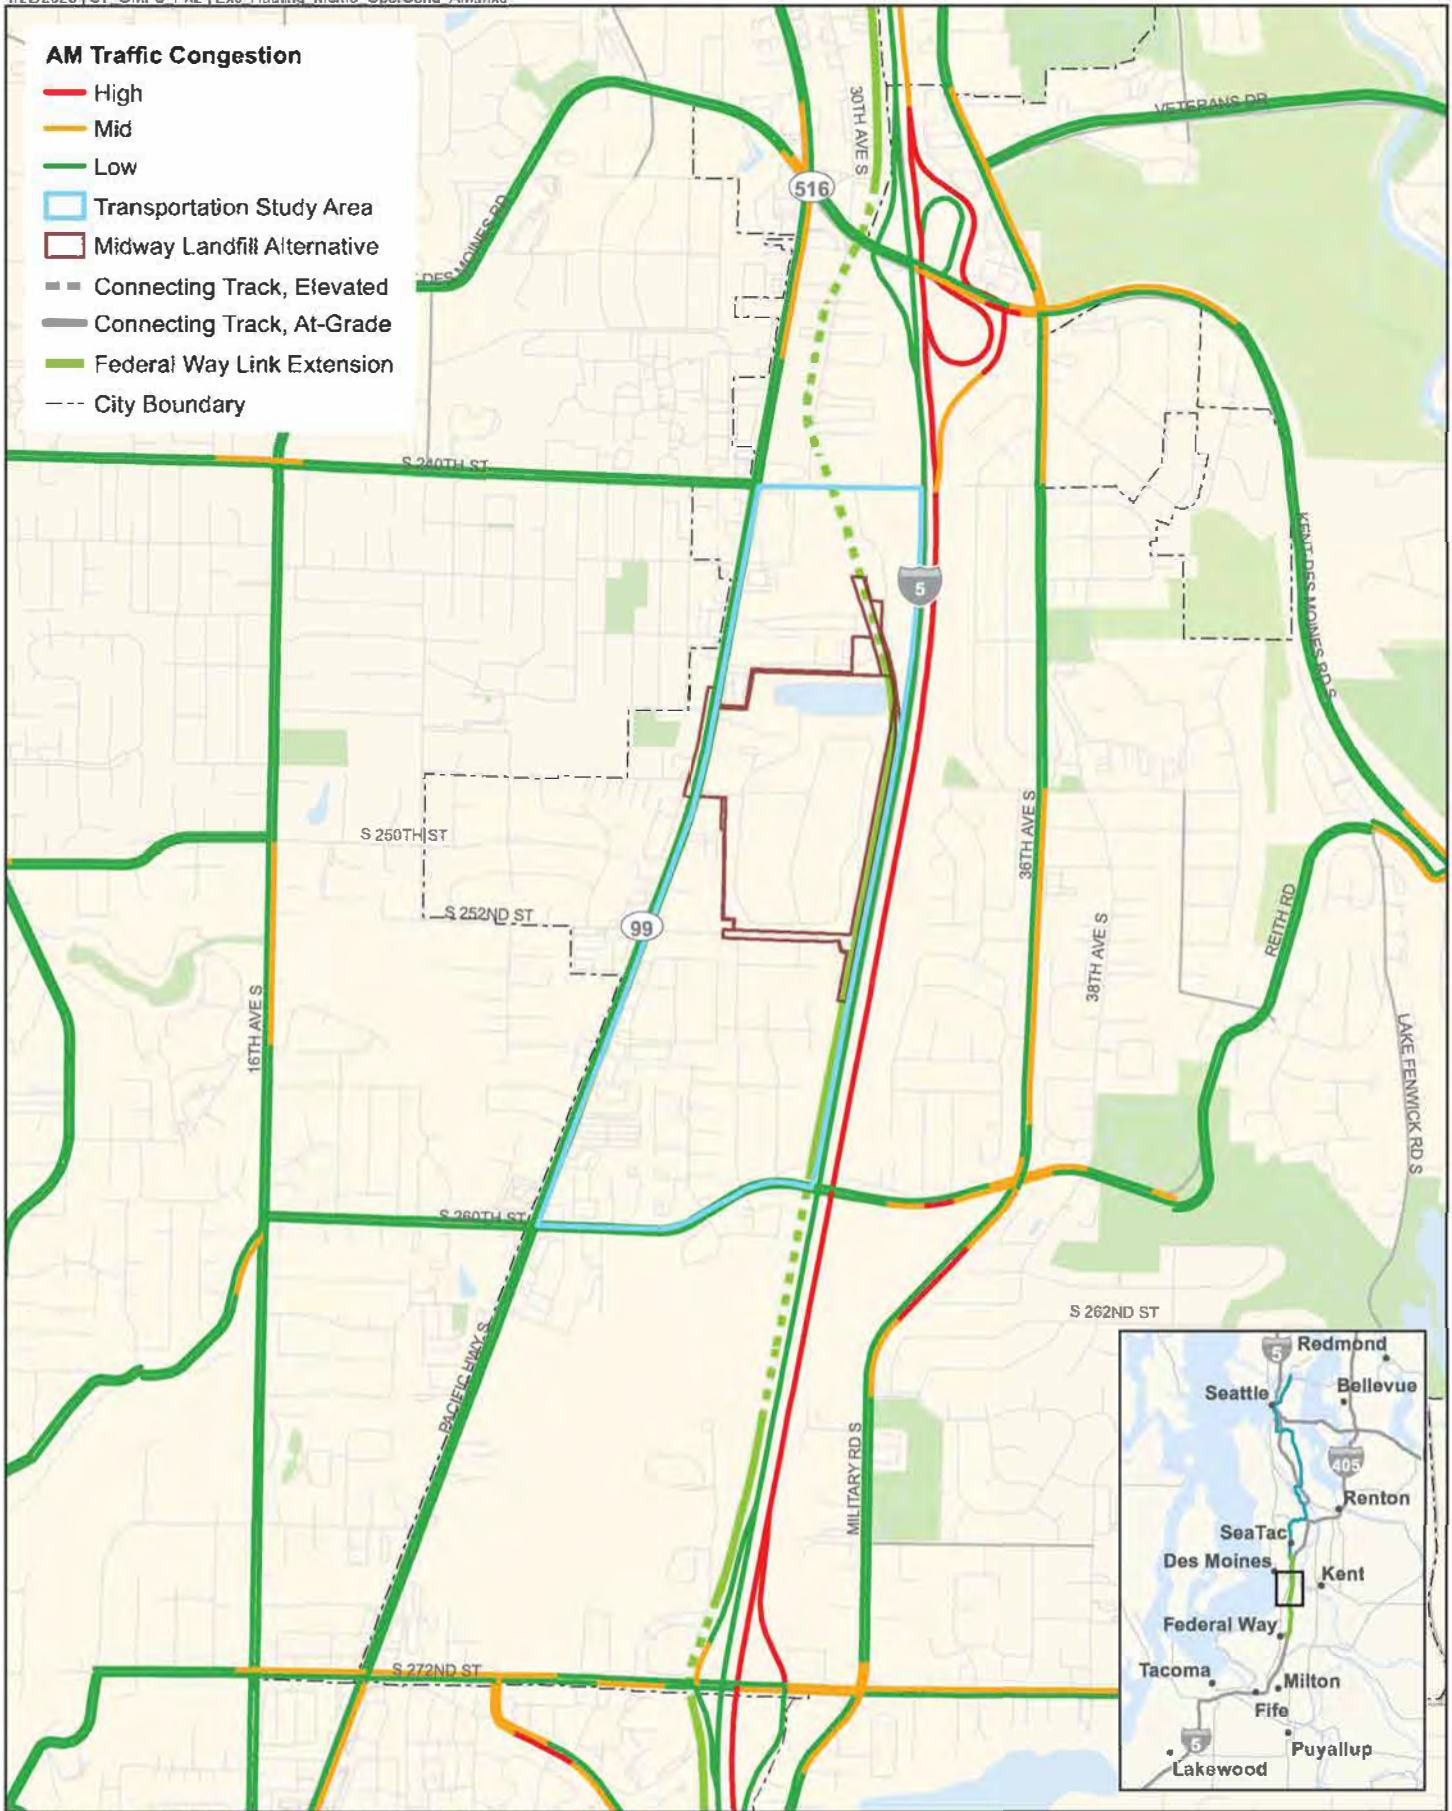 AM Traffic Congestion
High
Mid
Low
Transportation Study Area
Midway Landfill Alternative
Connecting Track, Elevated
Connecting Track, At-Grade
Federal Way Link Extension
City Boundary
30TH AVE S
VETERANS DR
516
DES MOINES RD
S 240TH ST
5
KENT-DES MOINES RD S
S 250TH ST
36TH AVE S
S 252ND ST
99
38TH AVE S
REITH RD
16TH AVE S
LAKE FENWICK RD S
S 260TH ST
S 262ND ST
PACIFIC HWY S
MILITARY RD S
S 272ND ST
5
Redmond
Seattle
Bellevue
405
Renton
SeaTac
Des Moines
Kent
Federal Way
Tacoma
Milton
Fife
5
Puyallup
Lakewood